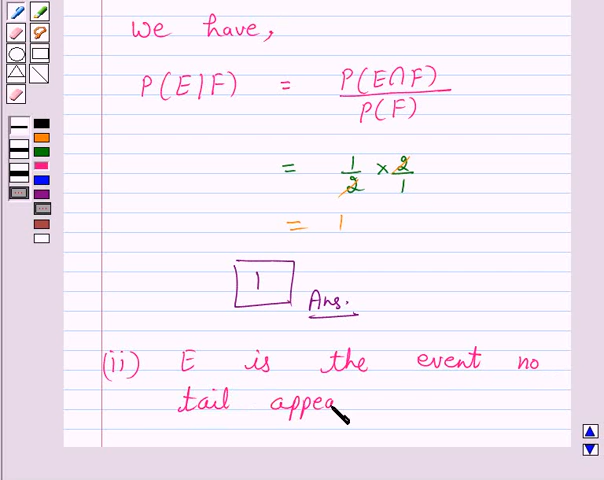 We have,
P(E|F) = P(E∩F)/P(F)
= 1/2 × 2/1
= 1
1 Ans.
(ii) E is the event no
tail appea